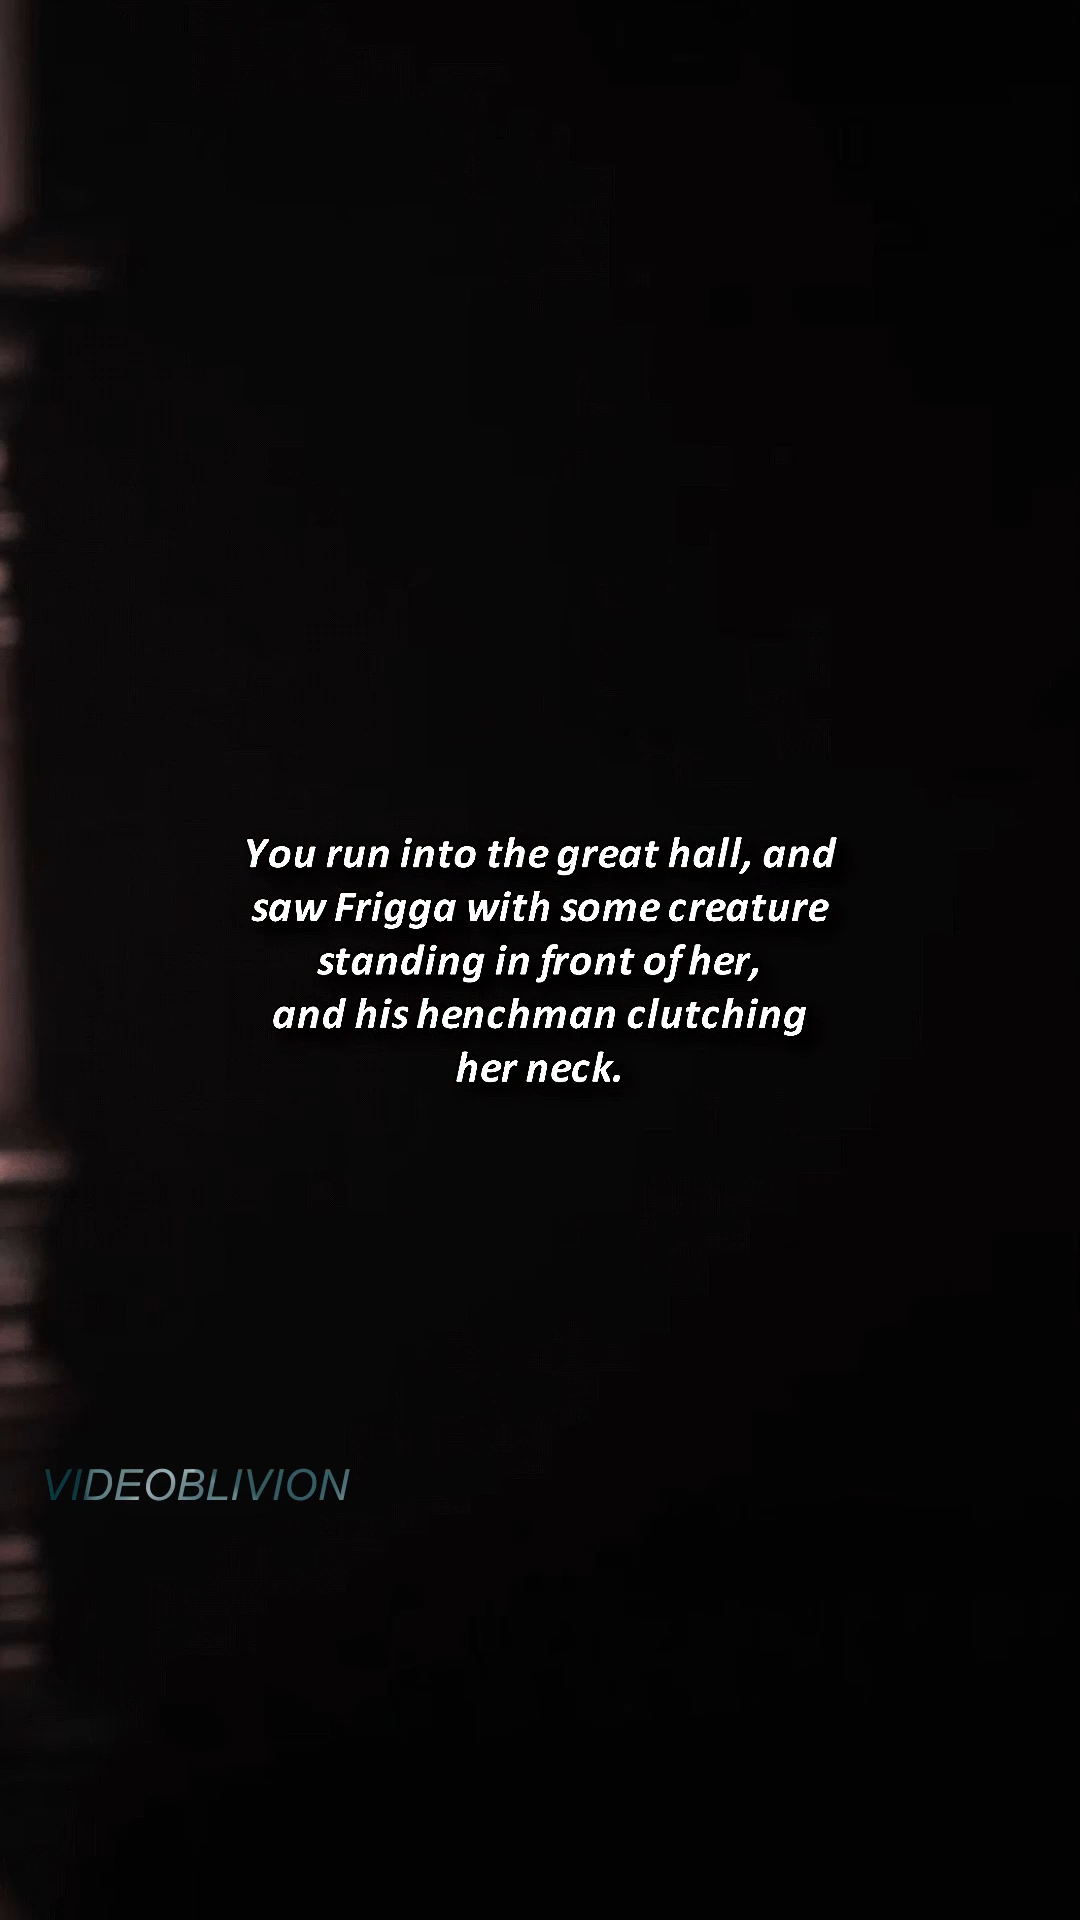 You run into the great hall, and
saw Frigga with some creature
standing in front of her,
and his henchman clutching
her neck.
VIDEOBLIVION